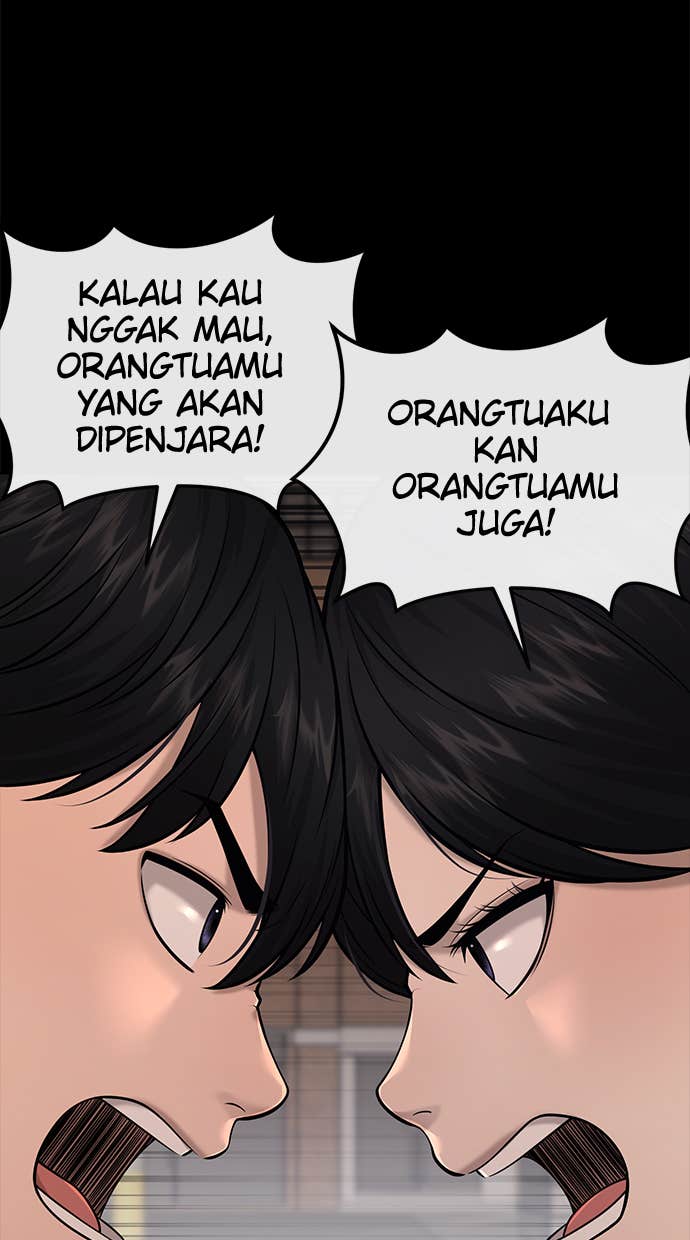 KALAU KAU
NGGAK MAU,
ORANGTUAMU
YANG AKAN
DIPENJARA!
ORANGTUAKU
KAN
ORANGTUAMU
JUGA!